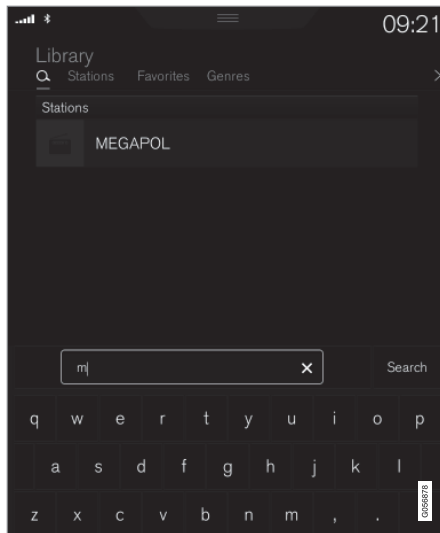 09:21
Library
Stations Favorites Genres
Stations
MEGAPOL
m
Search
q w e r t y u i o p
a s d f g h j k l
z x c v b n m , .
G056878